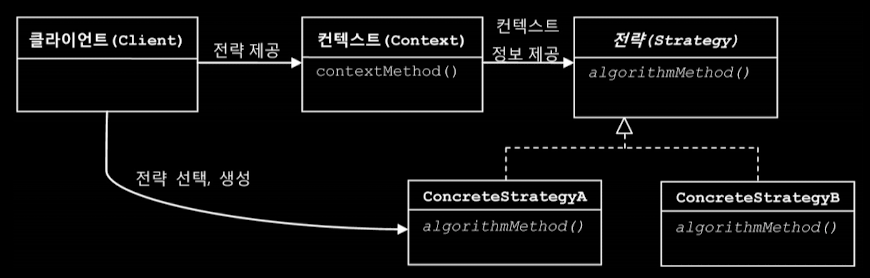 클라이언트(Client)
전략 제공
컨텍스트(Context)
contextMethod()
컨텍스트
정보 제공
전략(Strategy)
algorithmMethod()
전략 선택, 생성
ConcreteStrategyA
algorithmMethod()
ConcreteStrategyB
algorithmMethod()